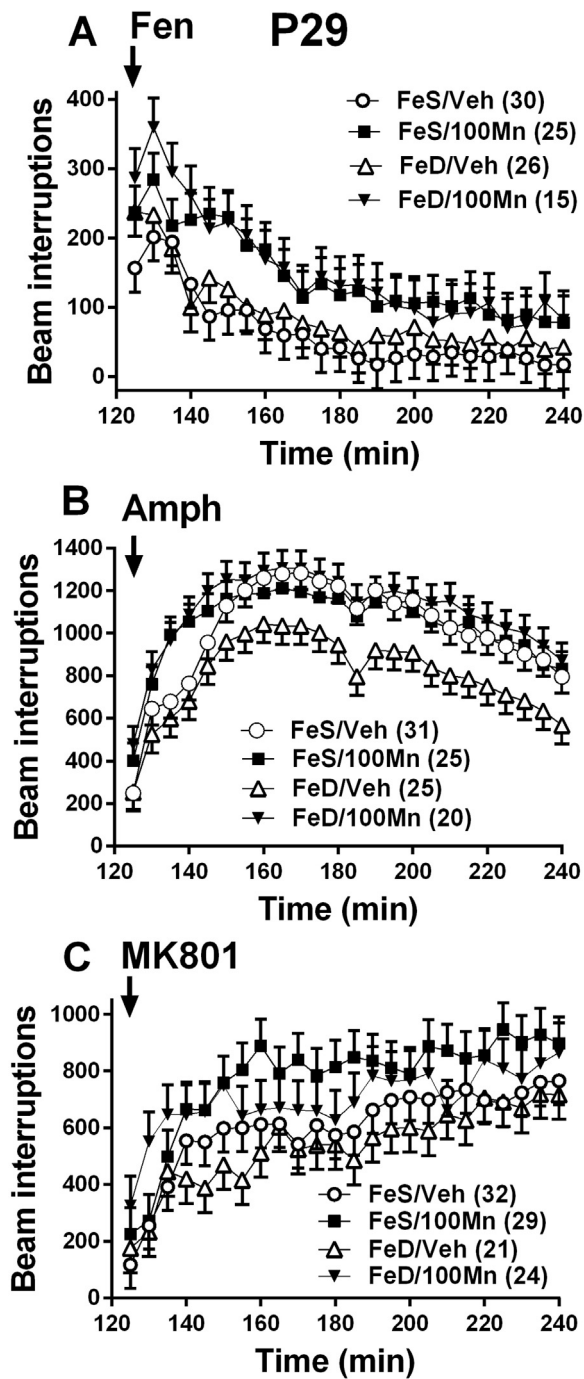 A Fen P29
Beam interruptions
400
300
200
100
0
FeS/Veh (30)
FeS/100Mn (25)
FeD/Veh (26)
FeD/100Mn (15)
120 140 160 180 200 220 240
Time (min)
B Amph
Beam interruptions
1400
1200
1000
800
600
400
200
0
FeS/Veh (31)
FeS/100Mn (25)
FeD/Veh (25)
FeD/100Mn (20)
120 140 160 180 200 220 240
Time (min)
C MK801
Beam interruptions
1000
800
600
400
200
0
FeS/Veh (32)
FeS/100Mn (29)
FeD/Veh (21)
FeD/100Mn (24)
120 140 160 180 200 220 240
Time (min)